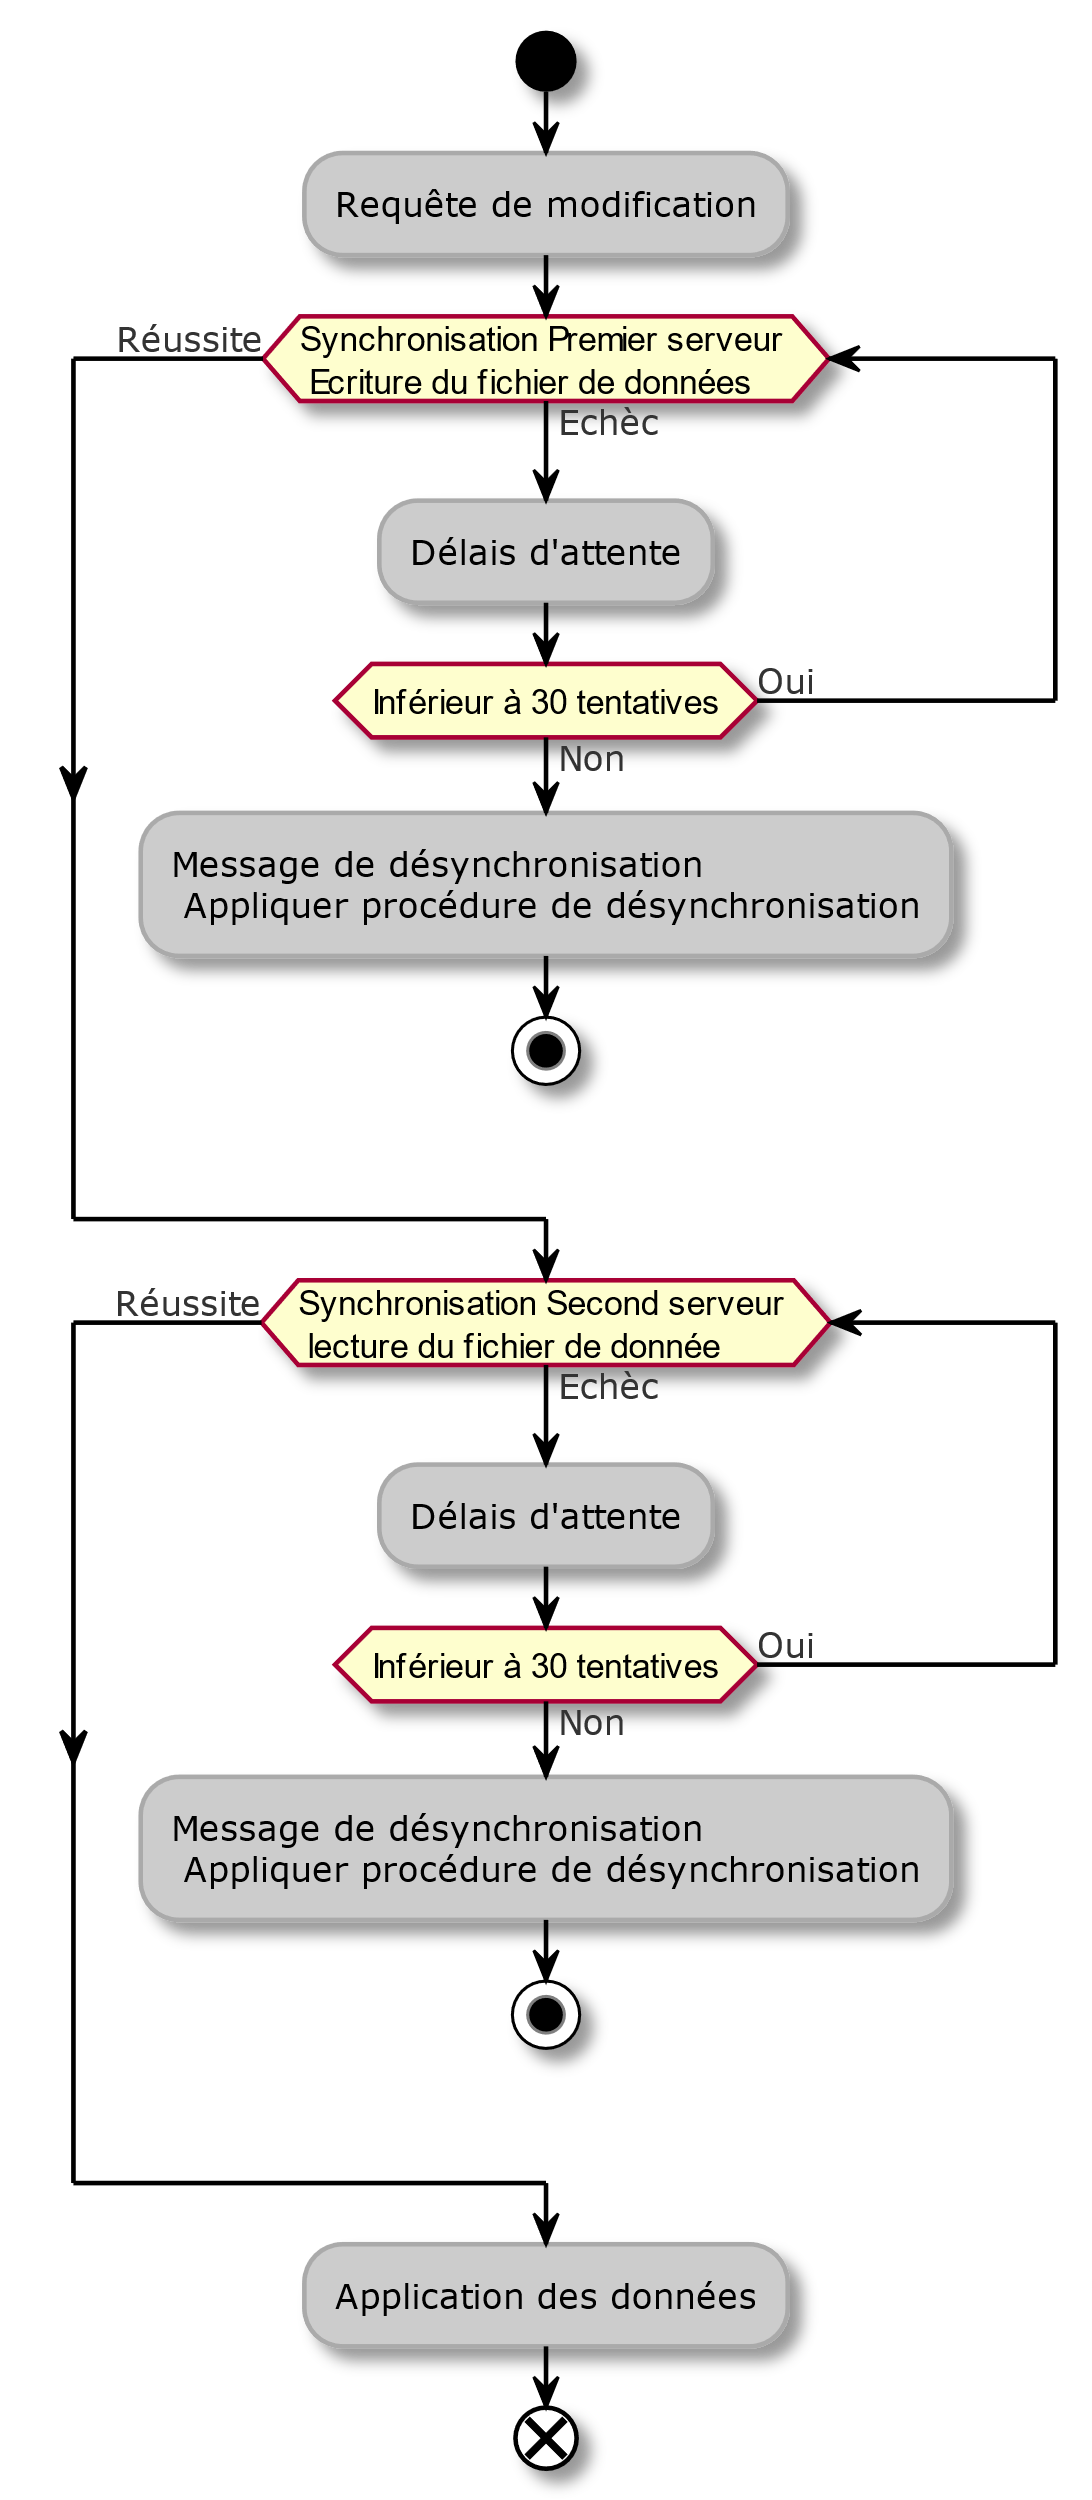 Requête de modification
Réussite
Synchronisation Premier serveur
Ecriture du fichier de données
Echèc
Délais d'attente
Inférieur à 30 tentatives
Oui
Non
Message de désynchronisation
Appliquer procédure de désynchronisation
Réussite
Synchronisation Second serveur
lecture du fichier de donnée
Echèc
Délais d'attente
Inférieur à 30 tentatives
Oui
Non
Message de désynchronisation
Appliquer procédure de désynchronisation
Application des données